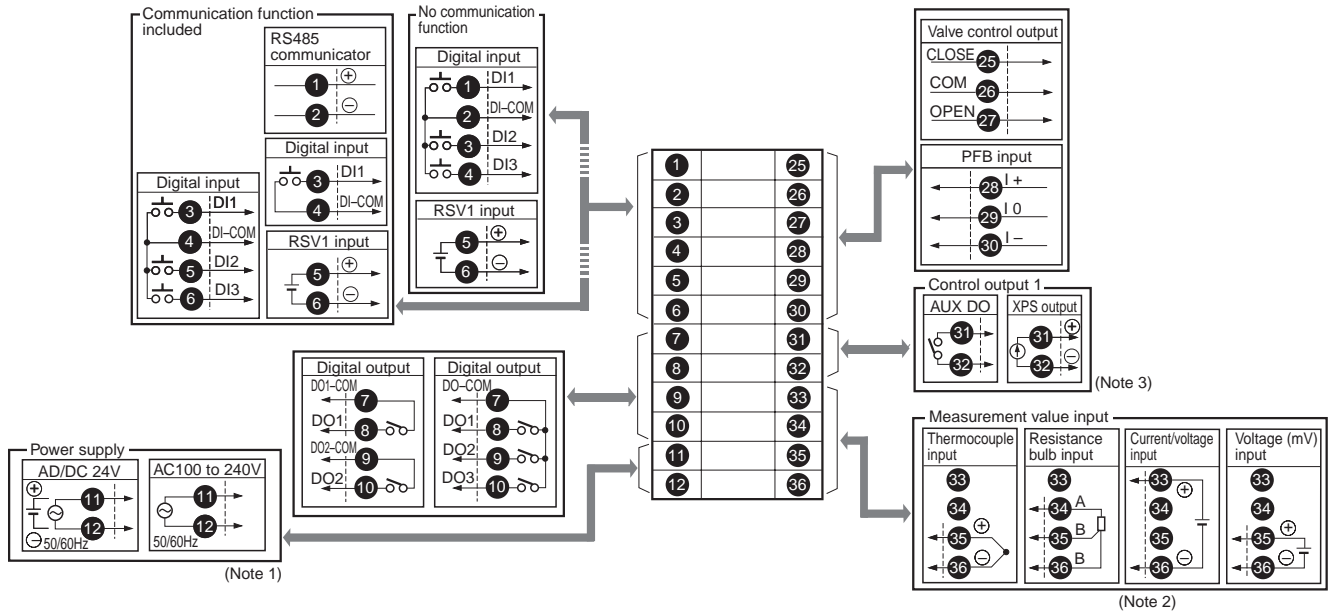 Communication function
included
RS485
communicator
1 ⊕
2 ⊖
Digital input
3 DI1
4 DI–COM
Digital input
3 DI1
4 DI–COM
5 DI2
6 DI3
RSV1 input
5 ⊕
6 ⊖
No communication
function
Digital input
1 DI1
2 DI–COM
3 DI2
4 DI3
RSV1 input
5 ⊕
6 ⊖
1 25
2 26
3 27
4 28
5 29
6 30
7 31
8 32
9 33
10 34
11 35
12 36
Valve control output
CLOSE 25
COM 26
OPEN 27
PFB input
28 I +
29 I 0
30 I –
Control output 1
AUX DO
31
32
XPS output
31 ⊕
32 ⊖
(Note 3)
Digital output
DO1–COM 7
DO1 8
DO2–COM 9
DO2 10
Digital output
DO–COM 7
DO1 8
DO2 9
DO3 10
Power supply
AD/DC 24V
⊕ 11
12
⊖ 50/60Hz
AC100 to 240V
11
12
50/60Hz
(Note 1)
Measurement value input
Thermocouple
input
33
34
35 ⊕
36 ⊖
Resistance
bulb input
33
34 A
35 B
36 B
Current/voltage
input
33 ⊕
34
35
36 ⊖
Voltage (mV)
input
33
34
35 ⊕
36 ⊖
(Note 2)